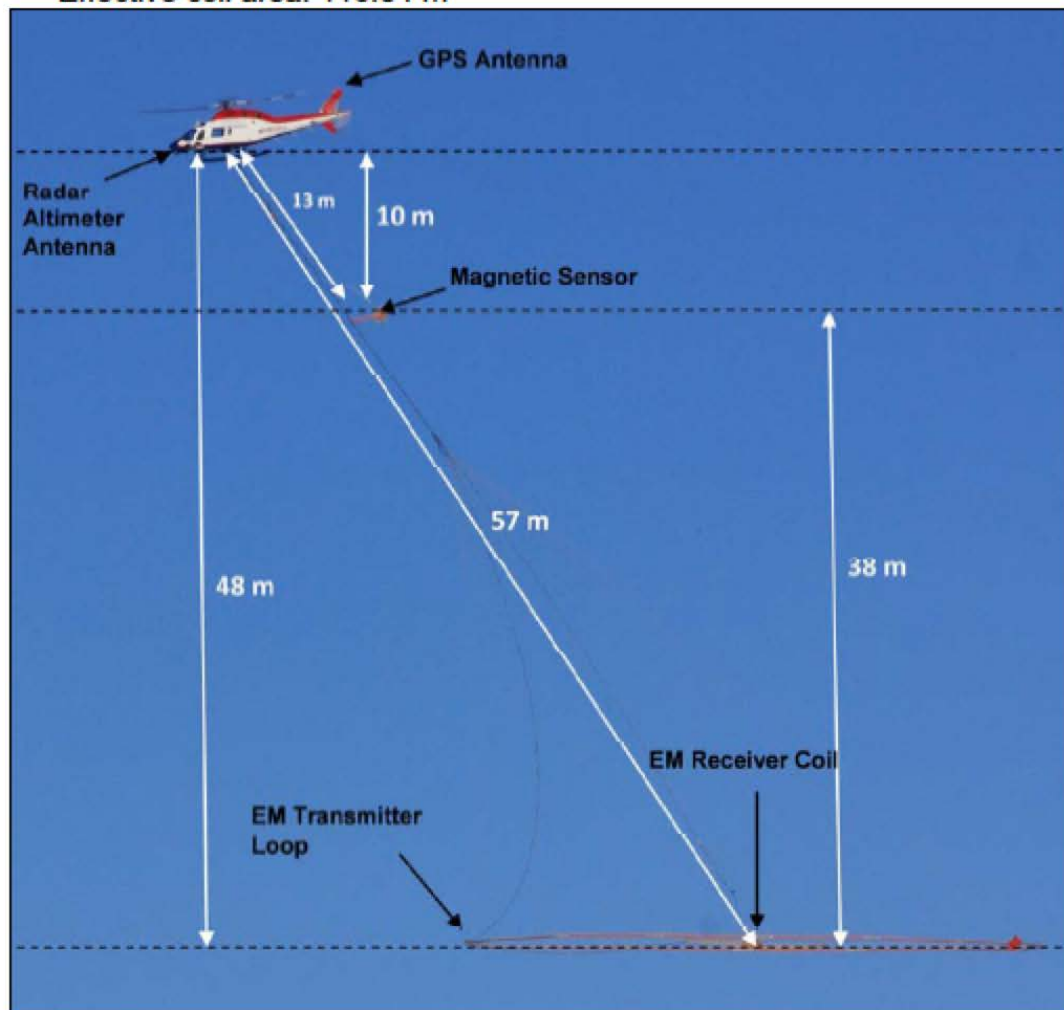 GPS Antenna
Radar
Altimeter
Antenna
13 m
10 m
Magnetic Sensor
57 m
48 m
38 m
EM Receiver Coil
EM Transmitter
Loop